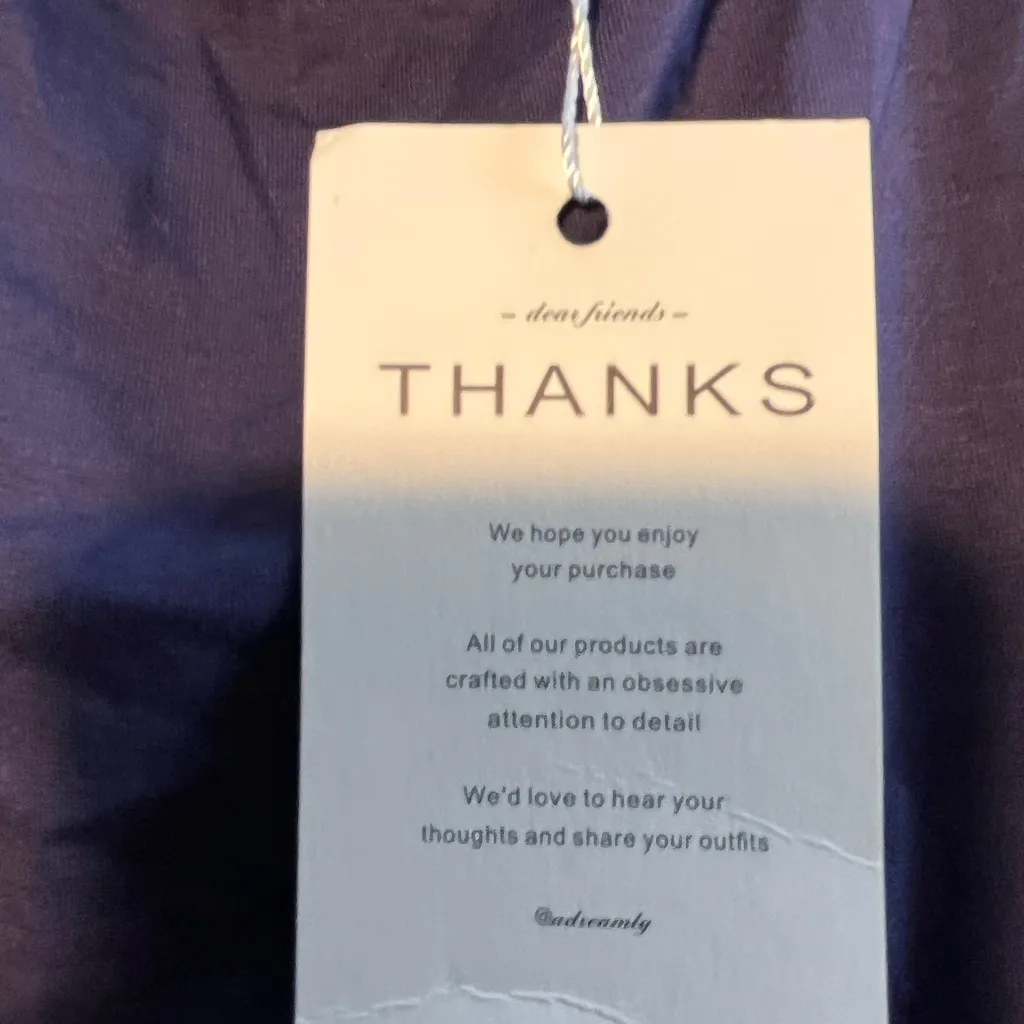 - dear friends -
THANKS
We hope you enjoy
your purchase
All of our products are
crafted with an obsessive
attention to detail
We'd love to hear your
thoughts and share your outfits
@adreamlg